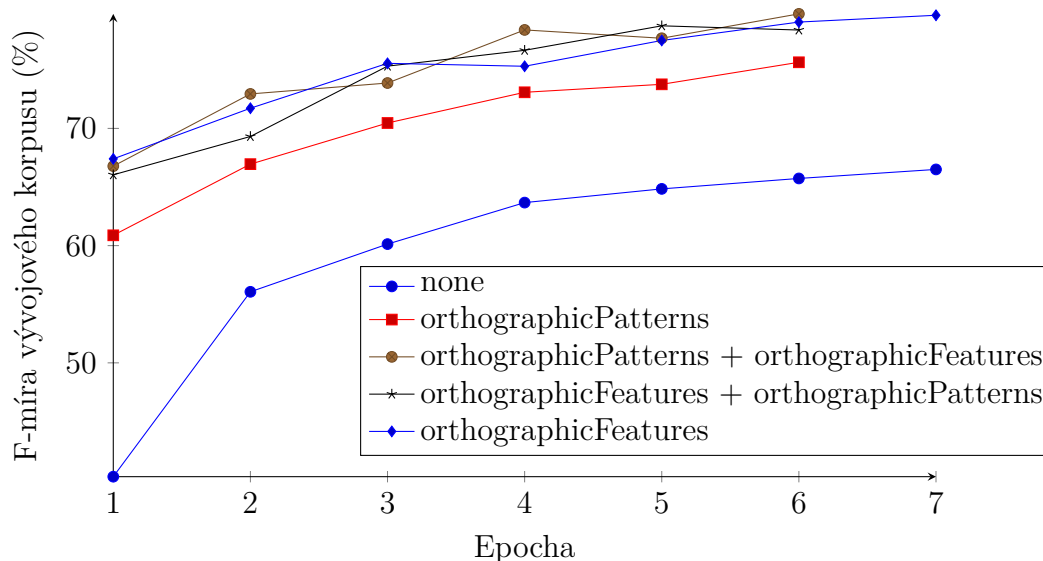 F-míra vývojového korpusu (%)
70
60
50
none
orthographicPatterns
orthographicPatterns + orthographicFeatures
orthographicFeatures + orthographicPatterns
orthographicFeatures
1 2 3 4 5 6 7
Epocha